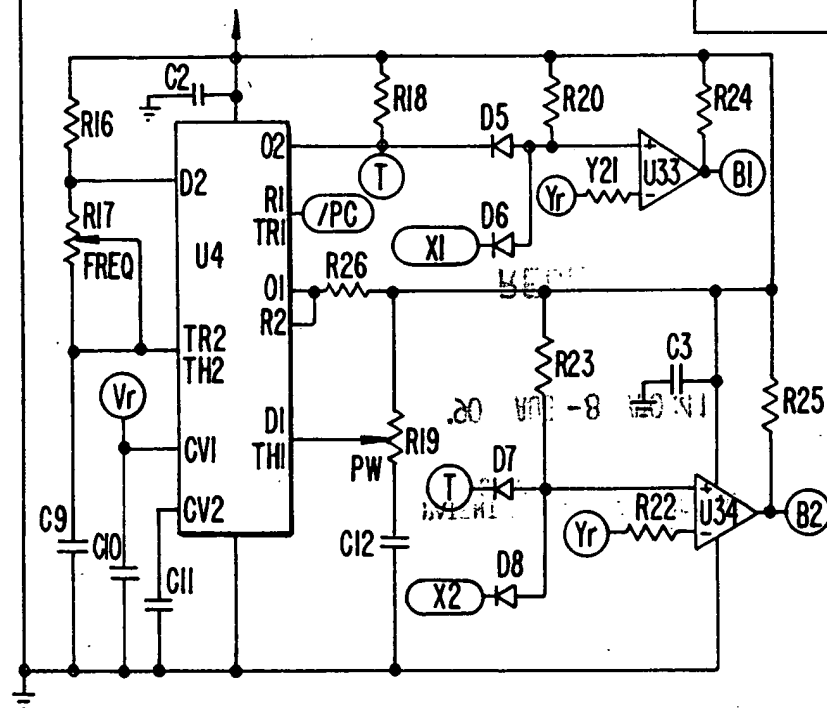 C2
R16
R18
R20
R24
D5
O2
T
U33
B1
D2
R1
TR1
/PC
Yr
Y21
R17
FREQ
U4
D6
X1
R26
O1
R2
TR2
TH2
R23
C3
Vr
R25
D1
TH1
R19
PW
CV1
D7
T
CV2
R22
U34
B2
Yr
C9
C10
C11
C12
D8
X2